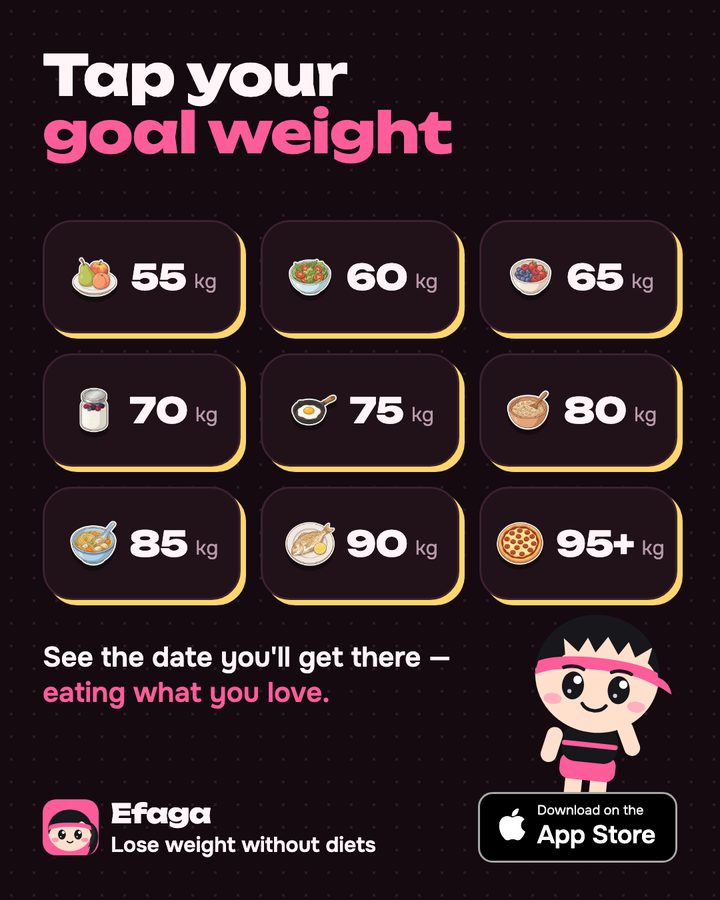 Tap your
goal weight
55 kg
60 kg
65 kg
70 kg
75 kg
80 kg
85 kg
90 kg
95+ kg
See the date you'll get there —
eating what you love.
Efaga
Lose weight without diets
Download on the
App Store